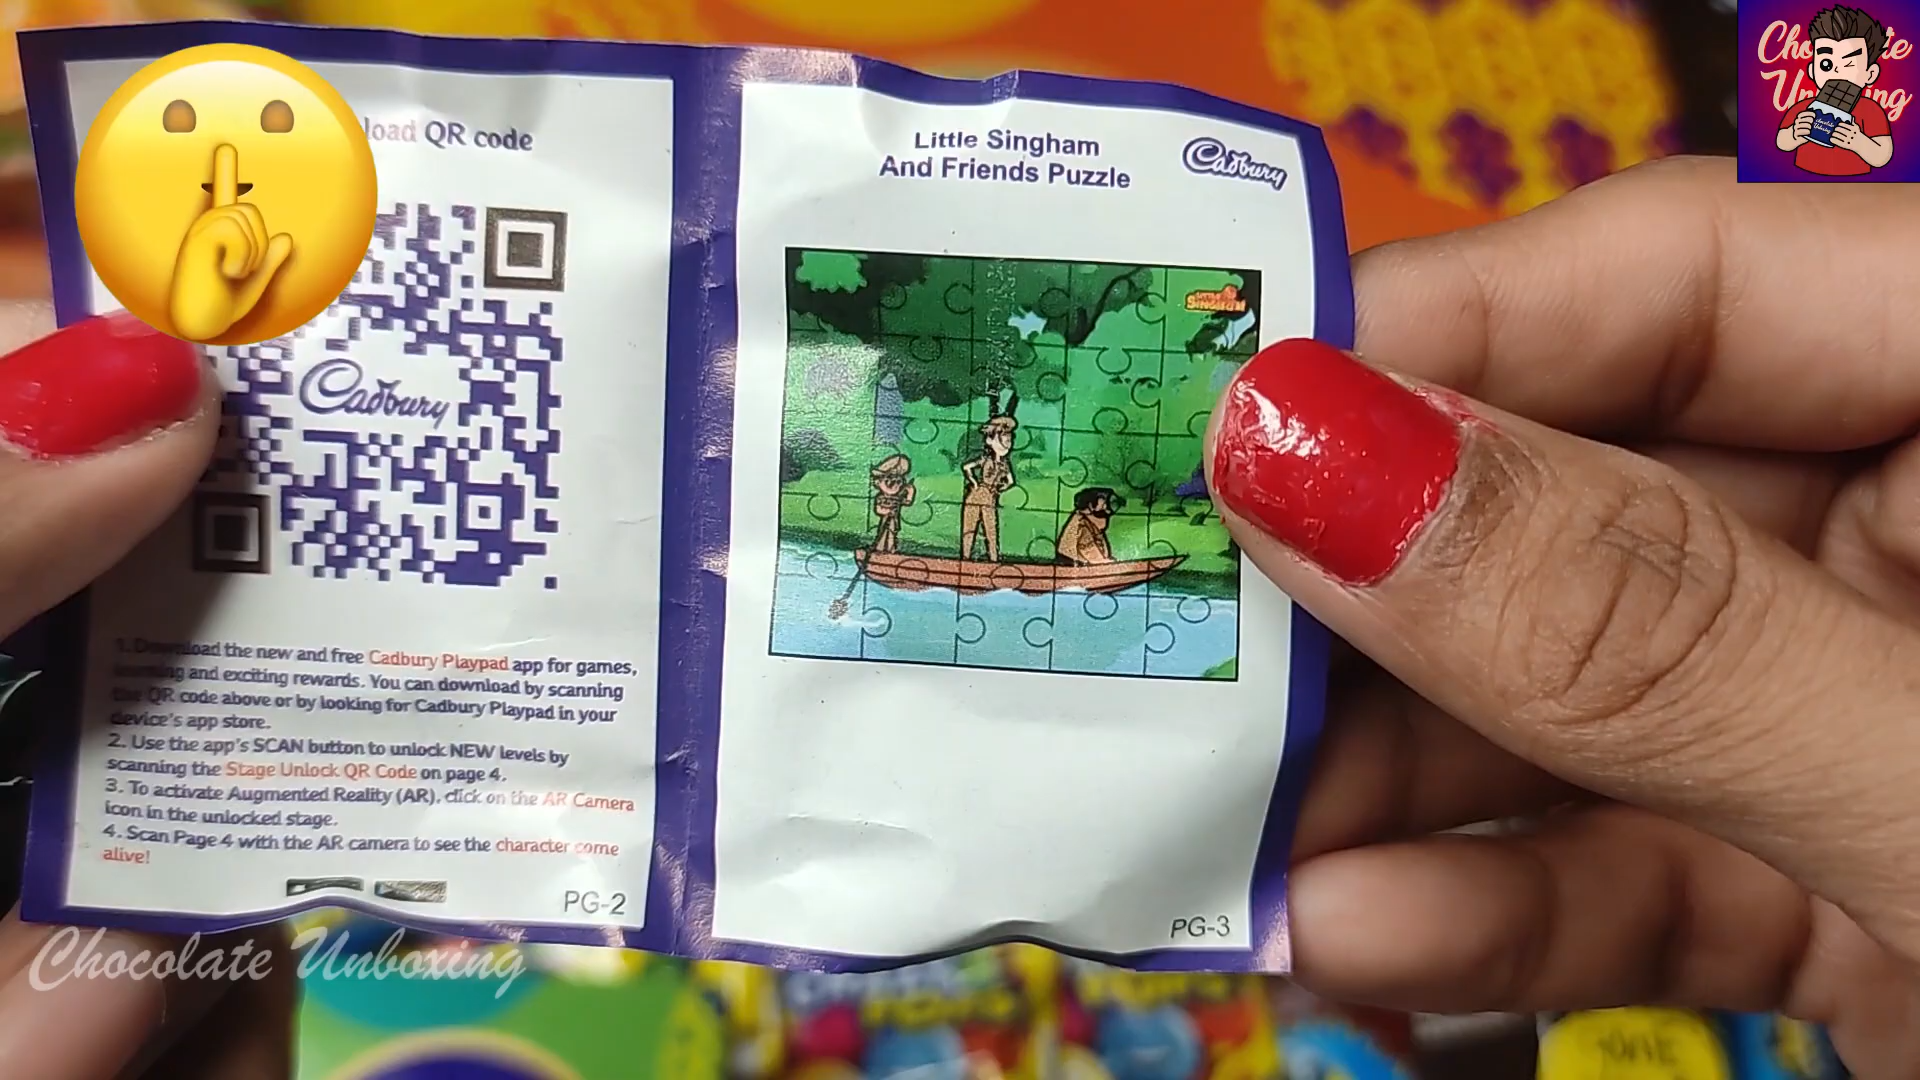 load QR code
Cadbury
1. Download the new and free Cadbury Playpad app for games,
learning and exciting rewards. You can download by scanning
the QR code above or by looking for Cadbury Playpad in your
device's app store.
2. Use the app's SCAN button to unlock NEW levels by
scanning the Stage Unlock QR Code on page 4.
3. To activate Augmented Reality (AR), click on the AR Camera
icon in the unlocked stage.
4. Scan Page 4 with the AR camera to see the character come
alive!
PG-2
Little Singham
And Friends Puzzle
Cadbury
LITTLE
SINGHAM
PG-3
Chocolate
Unboxing
Chocolate Unboxing